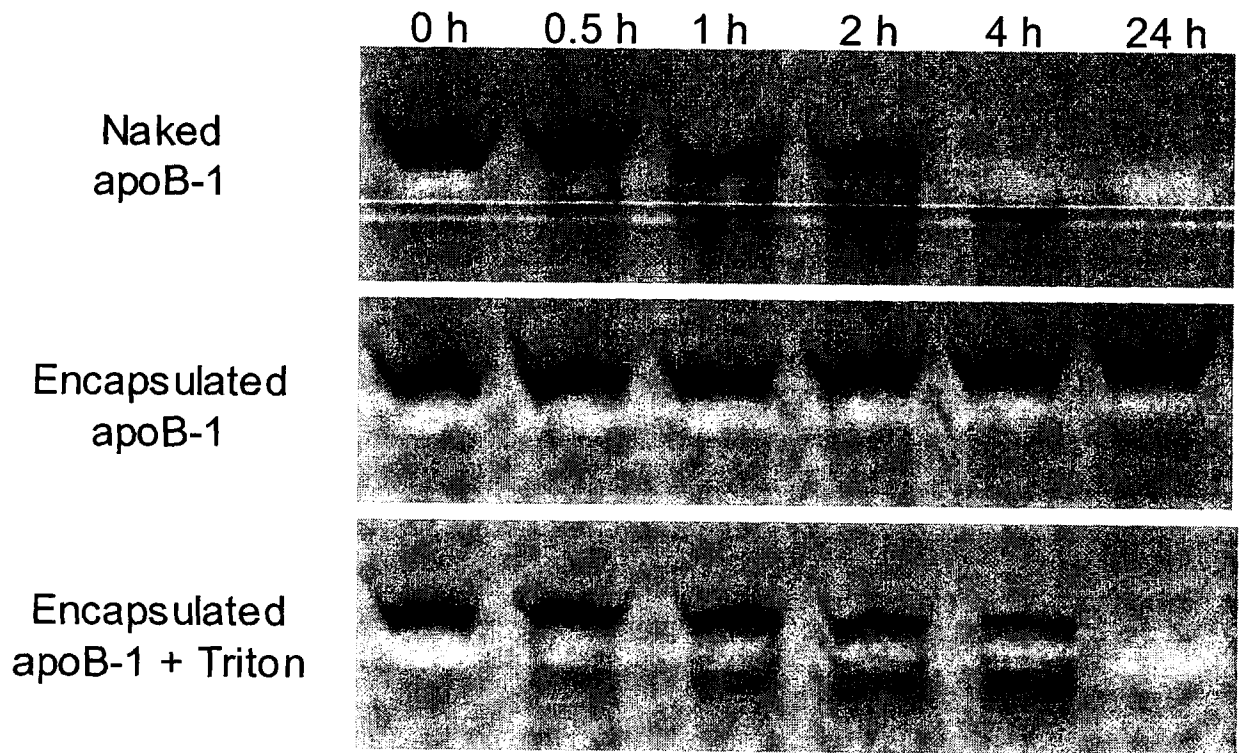 0 h 0.5 h 1 h 2 h 4 h 24 h
Naked
apoB-1
Encapsulated
apoB-1
Encapsulated
apoB-1 + Triton